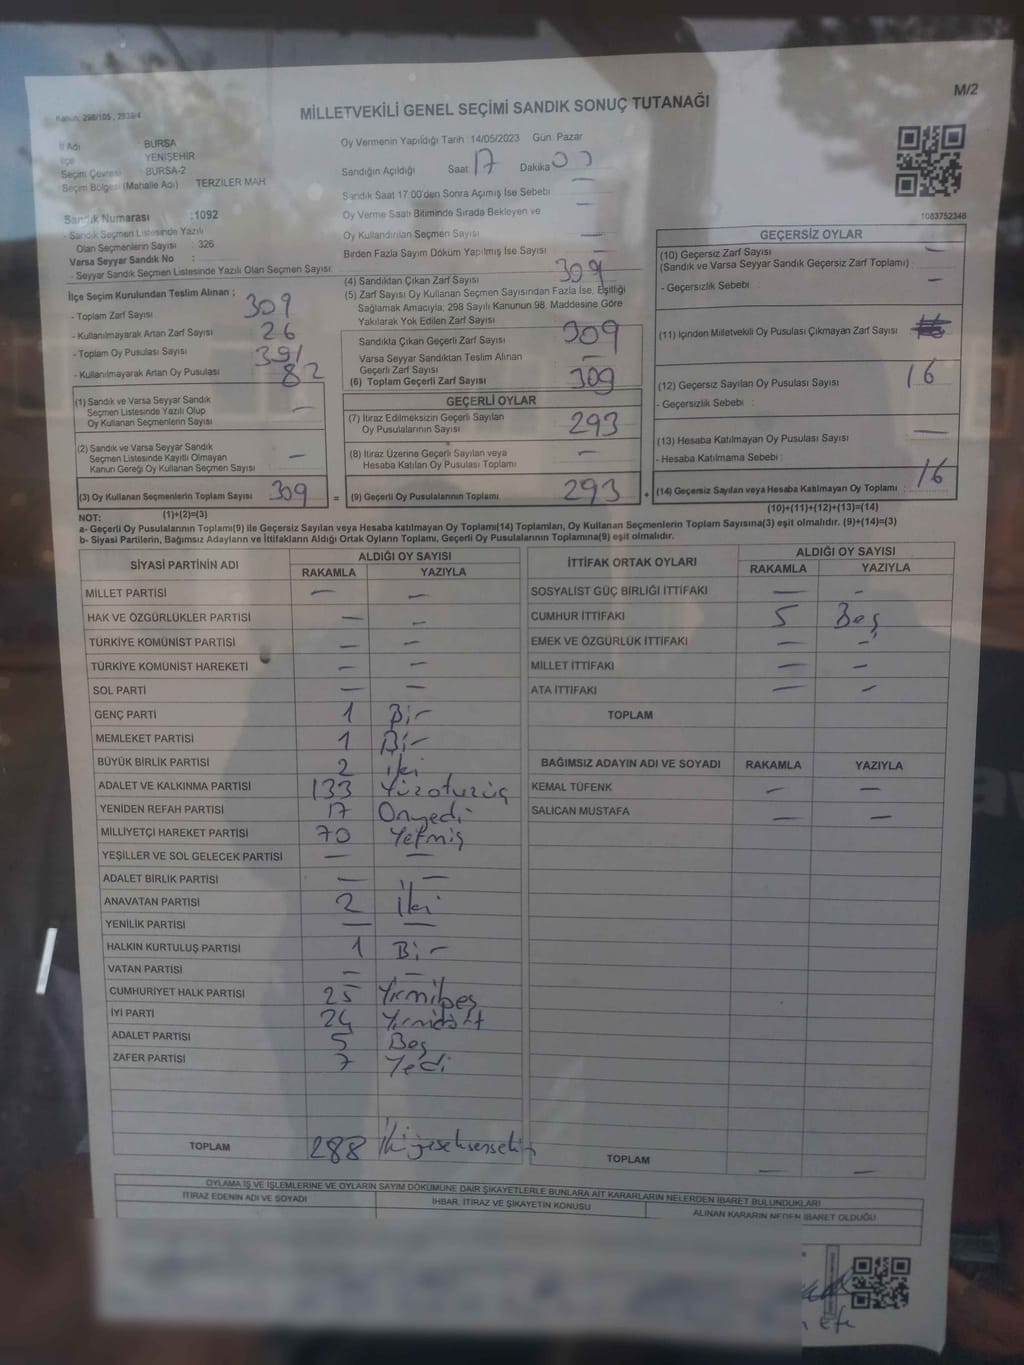 M/2
Kanun: 298/105 , 2839/4
MİLLETVEKİLİ GENEL SEÇİMİ SANDIK SONUÇ TUTANAĞI
İl Adı BURSA
İlçe YENİŞEHİR
Seçim Çevresi BURSA-2
Seçim Bölgesi (Mahalle Adı) TERZİLER MAH
Oy Vermenin Yapıldığı Tarih :14/05/2023 Gün: Pazar
Sandığın Açıldığı Saat 17 Dakika 00
Sandık Saat 17:00'den Sonra Açımış İse Sebebi —
Oy Verme Saati Bitiminde Sırada Bekleyen ve
Oy Kullandırılan Seçmen Sayısı —
Birden Fazla Sayım Döküm Yapılmış İse Sayısı —
1083752346
Sandık Numarası :1092
- Sandık Seçmen Listesinde Yazılı
Olan Seçmenlerin Sayısı : 326
Varsa Seyyar Sandık No :
- Seyyar Sandık Seçmen Listesinde Yazılı Olan Seçmen Sayısı:
İlçe Seçim Kurulundan Teslim Alınan ;
- Toplam Zarf Sayısı 309
- Kullanılmayarak Artan Zarf Sayısı 26
- Toplam Oy Pusulası Sayısı 391
- Kullanılmayarak Artan Oy Pusulası 82
(1) Sandık ve Varsa Seyyar Sandık
Seçmen Listesinde Yazılı Olup
Oy Kullanan Seçmenlerin Sayısı —
(2) Sandık ve Varsa Seyyar Sandık
Seçmen Listesinde Kayıtlı Olmayan
Kanun Gereği Oy Kullanan Seçmen Sayısı —
(3) Oy Kullanan Seçmenlerin Toplam Sayısı 309 =
(1)+(2)=(3)
(4) Sandıktan Çıkan Zarf Sayısı 309
(5) Zarf Sayısı Oy Kullanan Seçmen Sayısından Fazla İse, Eşitliği
Sağlamak Amacıyla; 298 Sayılı Kanunun 98. Maddesine Göre
Yakılarak Yok Edilen Zarf Sayısı
Sandıkta Çıkan Geçerli Zarf Sayısı 309
Varsa Seyyar Sandıktan Teslim Alınan
Geçerli Zarf Sayısı —
(6) Toplam Geçerli Zarf Sayısı 309
GEÇERLİ OYLAR
(7) İtiraz Edilmeksizin Geçerli Sayılan
Oy Pusulalarının Sayısı 293
(8) İtiraz Üzerine Geçerli Sayılan veya
Hesaba Katılan Oy Pusulası Toplamı —
(9) Geçerli Oy Pusulalarının Toplamı 293 +
GEÇERSİZ OYLAR
(10) Geçersiz Zarf Sayısı —
(Sandık ve Varsa Seyyar Sandık Geçersiz Zarf Toplamı) :
- Geçersizlik Sebebi : —
(11) İçinden Milletvekili Oy Pusulası Çıkmayan Zarf Sayısı
(12) Geçersiz Sayılan Oy Pusulası Sayısı 16
- Geçersizlik Sebebi :
(13) Hesaba Katılmayan Oy Pusulası Sayısı —
- Hesaba Katılmama Sebebi :
(14) Geçersiz Sayılan veya Hesaba Katılmayan Oy Toplamı : 16
(10)+(11)+(12)+(13)=(14)
NOT:
a- Geçerli Oy Pusulalarının Toplamı(9) ile Geçersiz Sayılan veya Hesaba katılmayan Oy Toplamı(14) Toplamları, Oy Kullanan Seçmenlerin Toplam Sayısına(3) eşit olmalıdır. (9)+(14)=(3)
b- Siyasi Partilerin, Bağımsız Adayların ve İttifakların Aldığı Ortak Oyların Toplamı, Geçerli Oy Pusulalarının Toplamına(9) eşit olmalıdır.
SİYASİ PARTİNİN ADI ALDIĞI OY SAYISI
RAKAMLA YAZIYLA
MİLLET PARTİSİ — —
HAK VE ÖZGÜRLÜKLER PARTİSİ — —
TÜRKİYE KOMÜNİST PARTİSİ — —
TÜRKİYE KOMÜNİST HAREKETİ — —
SOL PARTİ — —
GENÇ PARTİ 1 Bir
MEMLEKET PARTİSİ 1 Bir
BÜYÜK BİRLİK PARTİSİ 2 iki
ADALET VE KALKINMA PARTİSİ 133 Yüzotuzüç
YENİDEN REFAH PARTİSİ 17 Onyedi
MİLLİYETÇİ HAREKET PARTİSİ 70 Yetmiş
YEŞİLLER VE SOL GELECEK PARTİSİ — —
ADALET BİRLİK PARTİSİ — —
ANAVATAN PARTİSİ 2 İki
YENİLİK PARTİSİ — —
HALKIN KURTULUŞ PARTİSİ 1 Bir
VATAN PARTİSİ — —
CUMHURİYET HALK PARTİSİ 25 Yirmibeş
İYİ PARTİ 24 Yirmidört
ADALET PARTİSİ 5 Beş
ZAFER PARTİSİ 7 Yedi
TOPLAM 288 İkiyüzseksensekiz
İTTİFAK ORTAK OYLARI ALDIĞI OY SAYISI
RAKAMLA YAZIYLA
SOSYALİST GÜÇ BİRLİĞİ İTTİFAKI — —
CUMHUR İTTİFAKI 5 Beş
EMEK VE ÖZGÜRLÜK İTTİFAKI — —
MİLLET İTTİFAKI — —
ATA İTTİFAKI — —
TOPLAM
BAĞIMSIZ ADAYIN ADI VE SOYADI RAKAMLA YAZIYLA
KEMAL TÜFENK — —
SALİCAN MUSTAFA — —
TOPLAM — —
OYLAMA İŞ VE İŞLEMLERİNE VE OYLARIN SAYIM DÖKÜMÜNE DAİR ŞİKAYETLERLE BUNLARA AİT KARARLARIN NELERDEN İBARET BULUNDUKLARI
İTİRAZ EDENİN ADI VE SOYADI İHBAR, İTİRAZ VE ŞİKAYETİN KONUSU ALINAN KARARIN NEDEN İBARET OLDUĞU